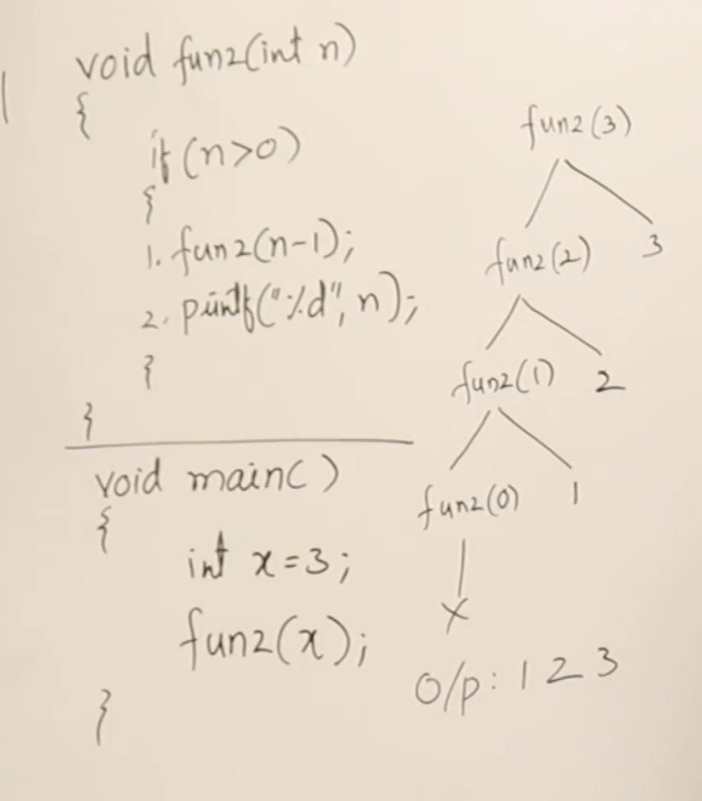 void fun2(int n)
{
if (n>0)
{
1. fun2(n-1);
2. printf("%d", n);
}
}
void main()
{
int x=3;
fun2(x);
}
fun2(3)
fun2(2) 3
fun2(1) 2
fun2(0) 1
x
O/p: 1 2 3